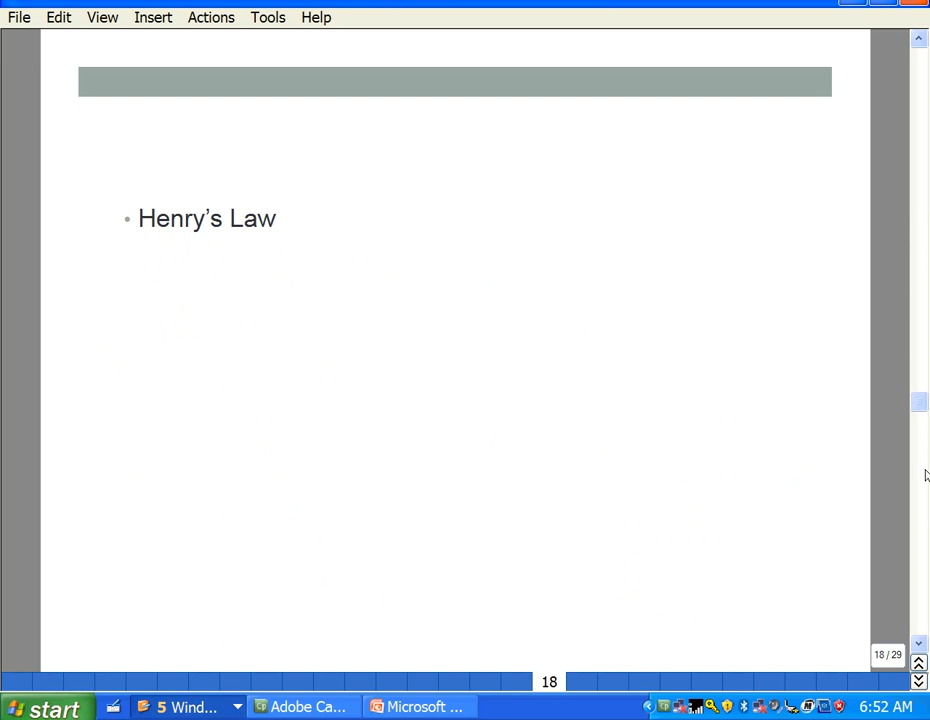 File Edit View Insert Actions Tools Help
• Henry’s Law
18 / 29
18
start 5 Wind... Adobe Ca... Microsoft ... 6:52 AM